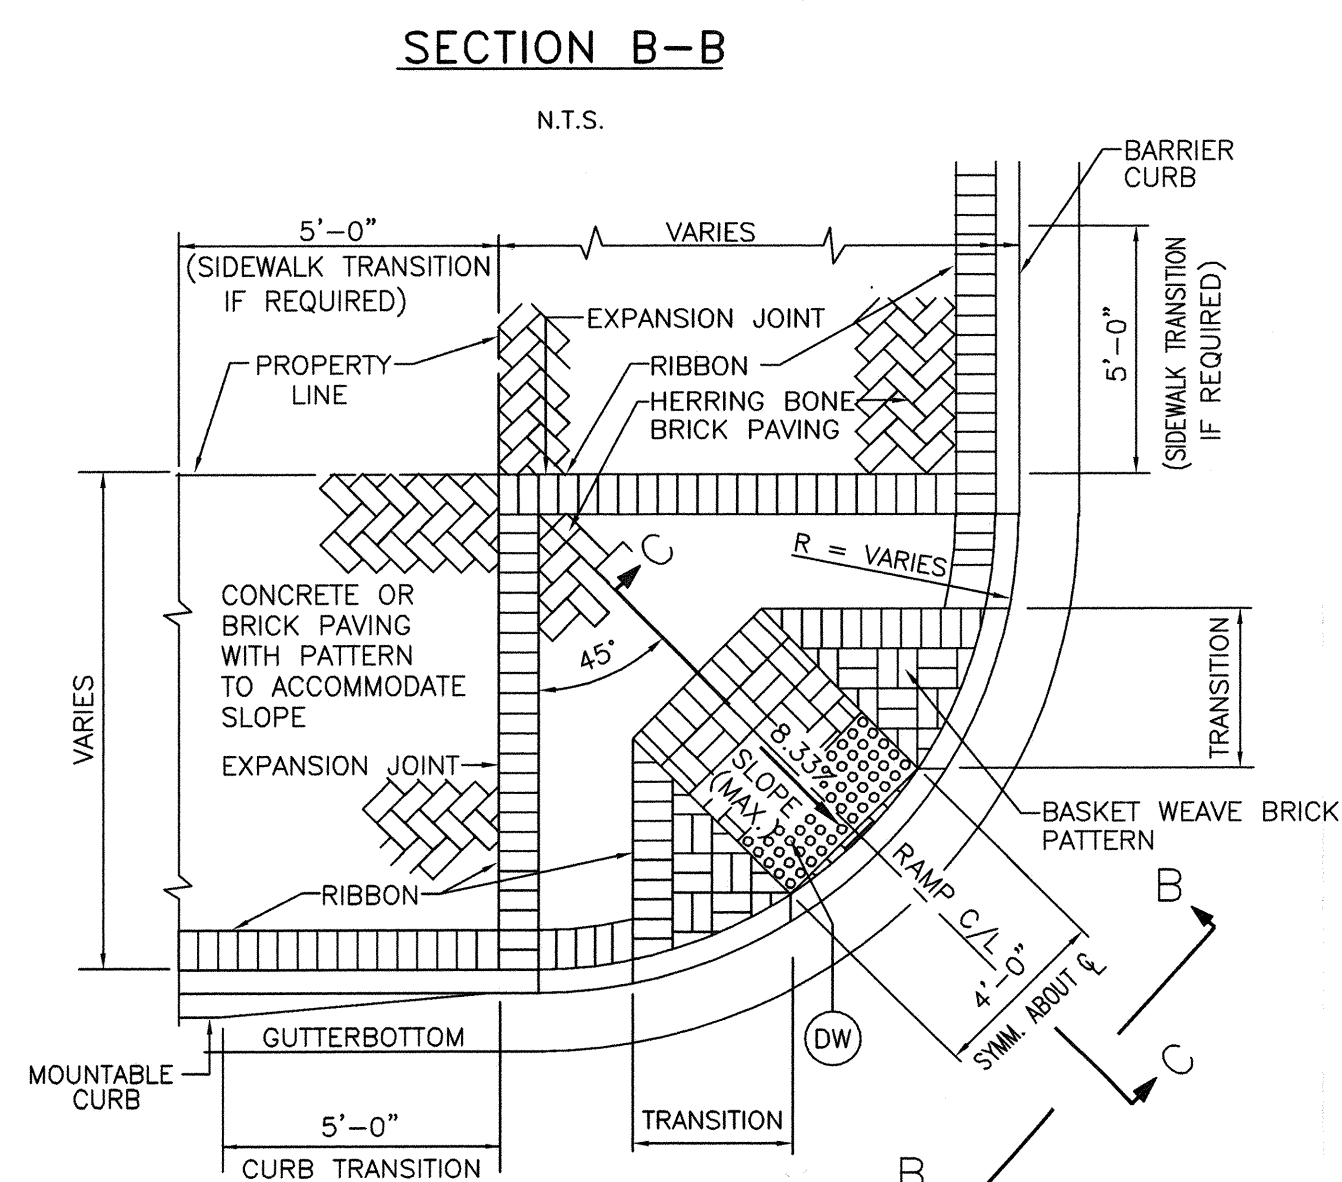 SECTION B-B
N.T.S.
BARRIER
CURB
5'-0"
(SIDEWALK TRANSITION
IF REQUIRED)
VARIES
EXPANSION JOINT
PROPERTY
LINE
RIBBON
HERRING BONE
BRICK PAVING
5'-0"
(SIDEWALK TRANSITION
IF REQUIRED)
C
R = VARIES
CONCRETE OR
BRICK PAVING
WITH PATTERN
TO ACCOMMODATE
SLOPE
45°
VARIES
TRANSITION
EXPANSION JOINT
8.33%
SLOPE
(MAX.)
BASKET WEAVE BRICK
PATTERN
RIBBON
RAMP C/L
B
4'-0"
SYMM. ABOUT ℄
DW
GUTTERBOTTOM
MOUNTABLE
CURB
C
5'-0"
CURB TRANSITION
TRANSITION
B